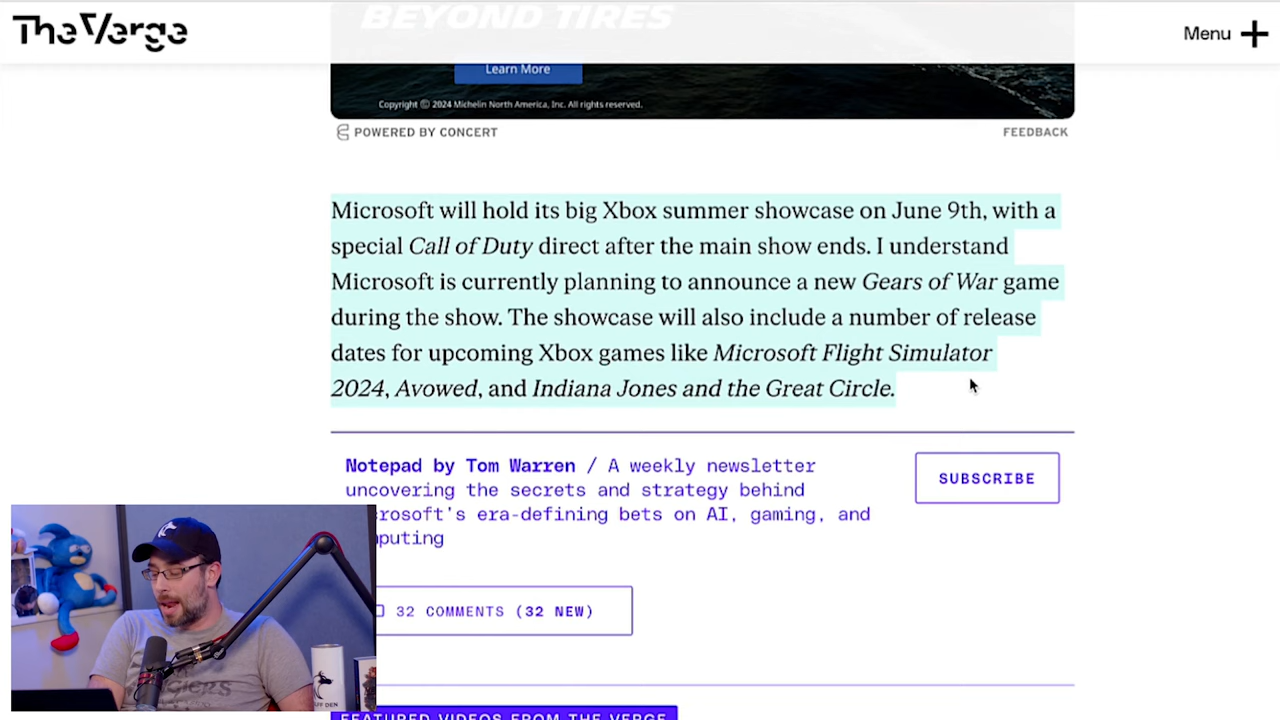 The Verge
Menu
BEYOND TIRES
Learn More
Copyright © 2024 Michelin North America, Inc. All rights reserved.
POWERED BY CONCERT
FEEDBACK
Microsoft will hold its big Xbox summer showcase on June 9th, with a
special Call of Duty direct after the main show ends. I understand
Microsoft is currently planning to announce a new Gears of War game
during the show. The showcase will also include a number of release
dates for upcoming Xbox games like Microsoft Flight Simulator
2024, Avowed, and Indiana Jones and the Great Circle.
Notepad by Tom Warren / A weekly newsletter
uncovering the secrets and strategy behind
crosoft's era-defining bets on AI, gaming, and
puting
SUBSCRIBE
32 COMMENTS (32 NEW)
FEATURED VIDEOS FROM THE VERGE